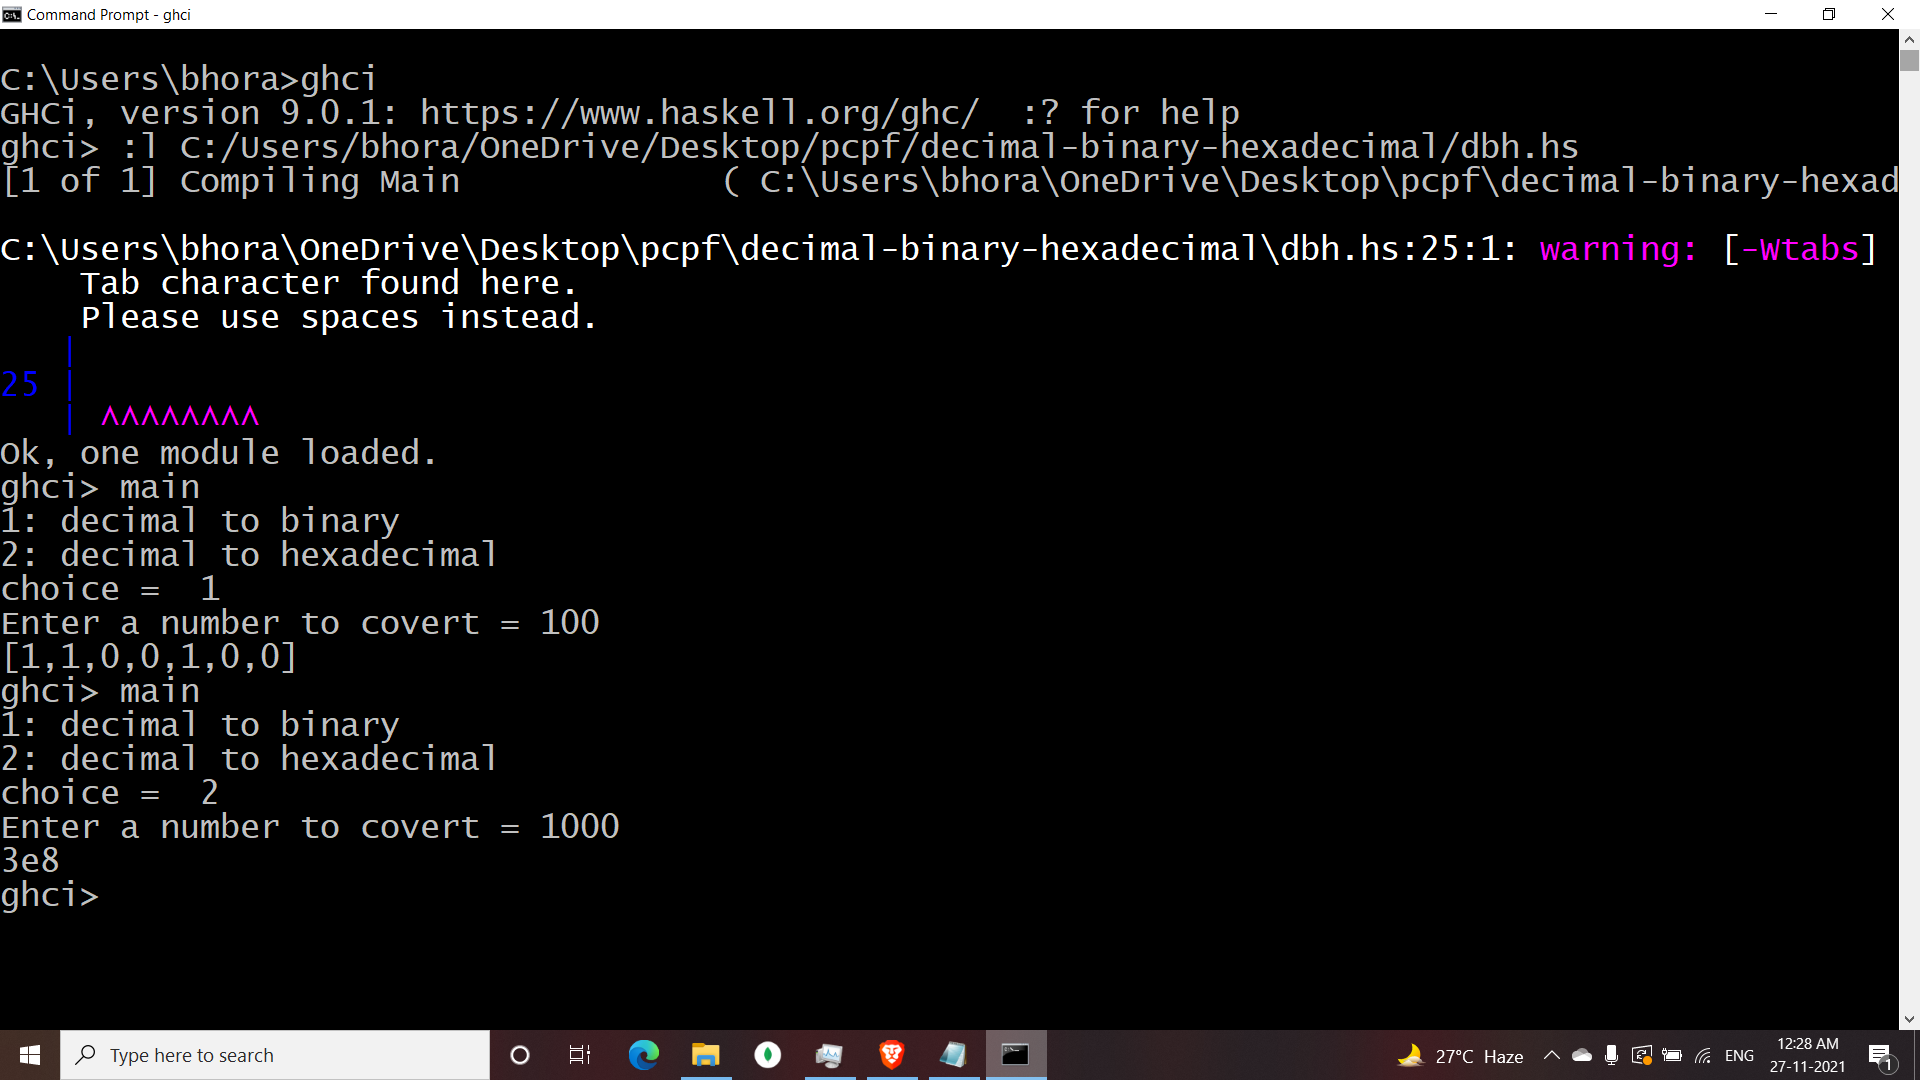 Command Prompt - ghci
C:\Users\bhora>ghci
GHCi, version 9.0.1: https://www.haskell.org/ghc/  :? for help
ghci> :l C:/Users/bhora/OneDrive/Desktop/pcpf/decimal-binary-hexadecimal/dbh.hs
[1 of 1] Compiling Main             ( C:\Users\bhora\OneDrive\Desktop\pcpf\decimal-binary-hexad
C:\Users\bhora\OneDrive\Desktop\pcpf\decimal-binary-hexadecimal\dbh.hs:25:1: warning: [-Wtabs]
    Tab character found here.
    Please use spaces instead.
   |
25 |
   | ^^^^^^^^
Ok, one module loaded.
ghci> main
1: decimal to binary
2: decimal to hexadecimal
choice =  1
Enter a number to covert = 100
[1,1,0,0,1,0,0]
ghci> main
1: decimal to binary
2: decimal to hexadecimal
choice =  2
Enter a number to covert = 1000
3e8
ghci>
Type here to search
27°C Haze
ENG
12:28 AM
27-11-2021
1